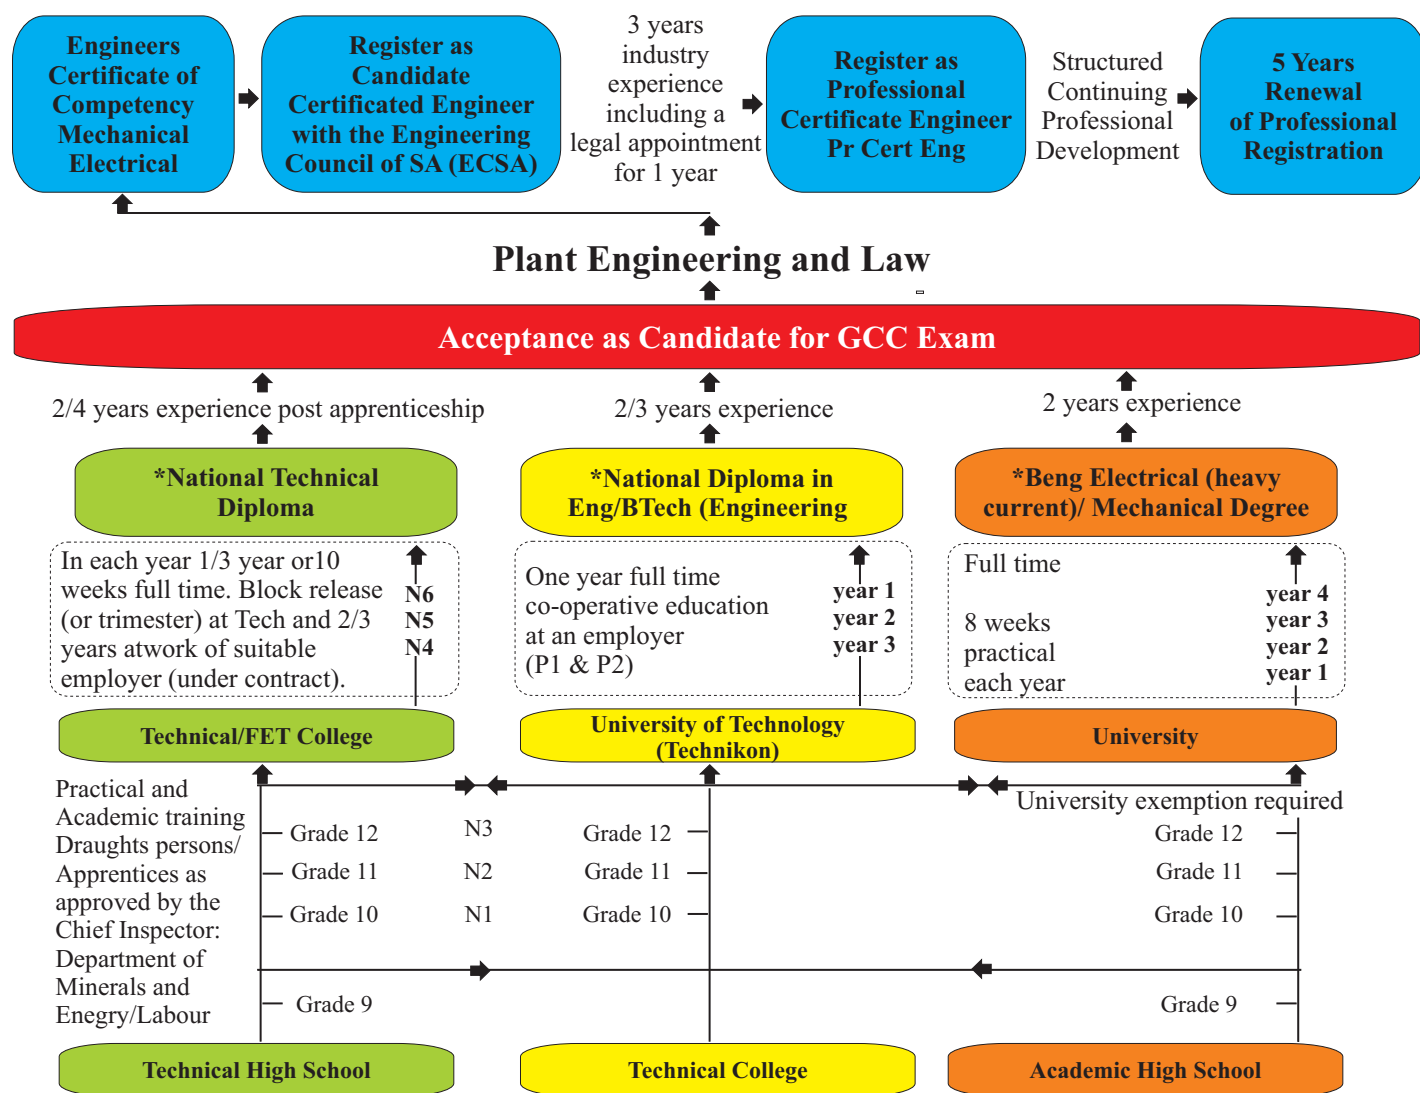 Engineers
Certificate of
Competency
Mechanical
Electrical
Register as
Candidate
Certificated Engineer
with the Engineering
Council of SA (ECSA)
3 years
industry
experience
including a
legal appointment
for 1 year
Register as
Professional
Certificate Engineer
Pr Cert Eng
Structured
Continuing
Professional
Development
5 Years
Renewal
of Professional
Registration
Plant Engineering and Law
Acceptance as Candidate for GCC Exam
2/4 years experience post apprenticeship
2/3 years experience
2 years experience
*National Technical
Diploma
*National Diploma in
Eng/BTech (Engineering
*Beng Electrical (heavy
current)/ Mechanical Degree
In each year 1/3 year or10
weeks full time. Block release
(or trimester) at Tech and 2/3
years atwork of suitable
employer (under contract).
N6
N5
N4
One year full time
co-operative education
at an employer
(P1 & P2)
year 1
year 2
year 3
Full time
8 weeks
practical
each year
year 4
year 3
year 2
year 1
Technical/FET College
University of Technology
(Technikon)
University
Practical and
Academic training
Draughts persons/
Apprentices as
approved by the
Chief Inspector:
Department of
Minerals and
Enegry/Labour
University exemption required
Grade 12
N3
Grade 12
Grade 12
Grade 11
N2
Grade 11
Grade 11
Grade 10
N1
Grade 10
Grade 10
Grade 9
Grade 9
Technical High School
Technical College
Academic High School